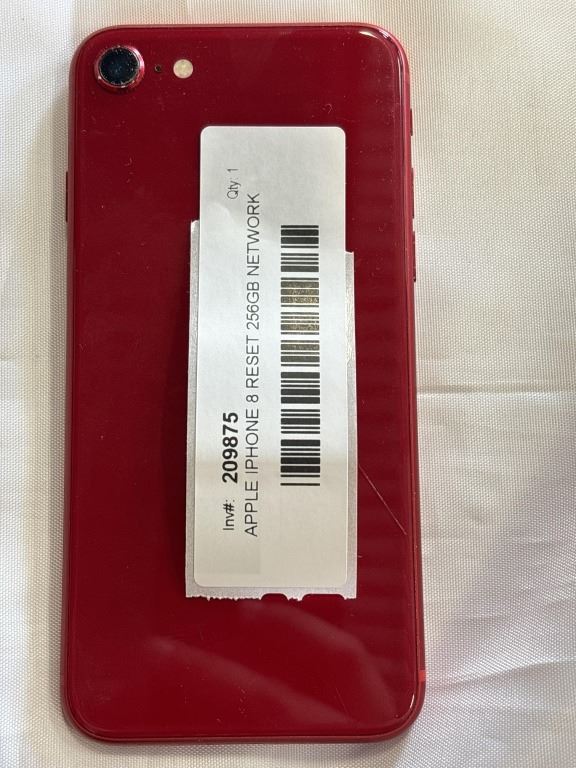 Qty: 1
Inv#: 209875
APPLE IPHONE 8 RESET 256GB NETWORK